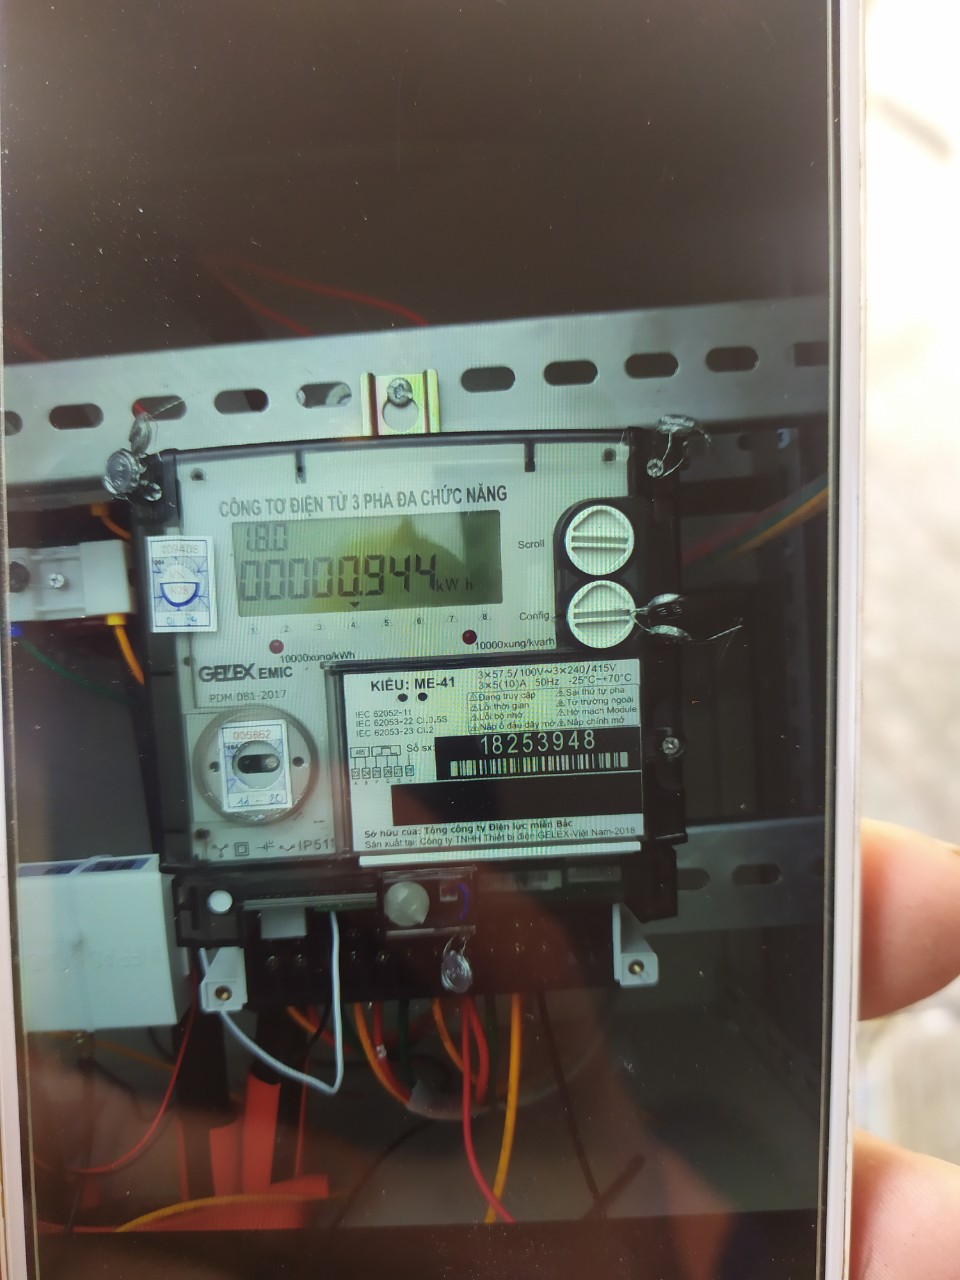 CÔNG TƠ ĐIỆN TỬ 3 PHA ĐA CHỨC NĂNG
1.8.0
00000.944 kWh
1 2 3 4 5 6 7 8
Scroll
Config
10000xung/kWh
10000xung/kvarh
GELEX EMIC
PDM 081-2017
KIỂU: ME-41
3×57,5/100V~3×240/415V
3×5(10)A 50Hz -25°C~+70°C
IEC 62052-11
IEC 62053-22 Cl.0,5S
IEC 62053-23 Cl.2
Đang truy cập
Sai thứ tự pha
Lỗi thời gian
Từ trường ngoài
Lỗi bộ nhớ
Hở mạch Module
Nắp ổ đấu dây mở
Nắp chính mở
Số sx:
18253948
Sở hữu của: Tổng công ty Điện lực miền Bắc
Sản xuất tại: Công ty TNHH Thiết bị điện GELEX-Việt Nam-2018
IP51
005862